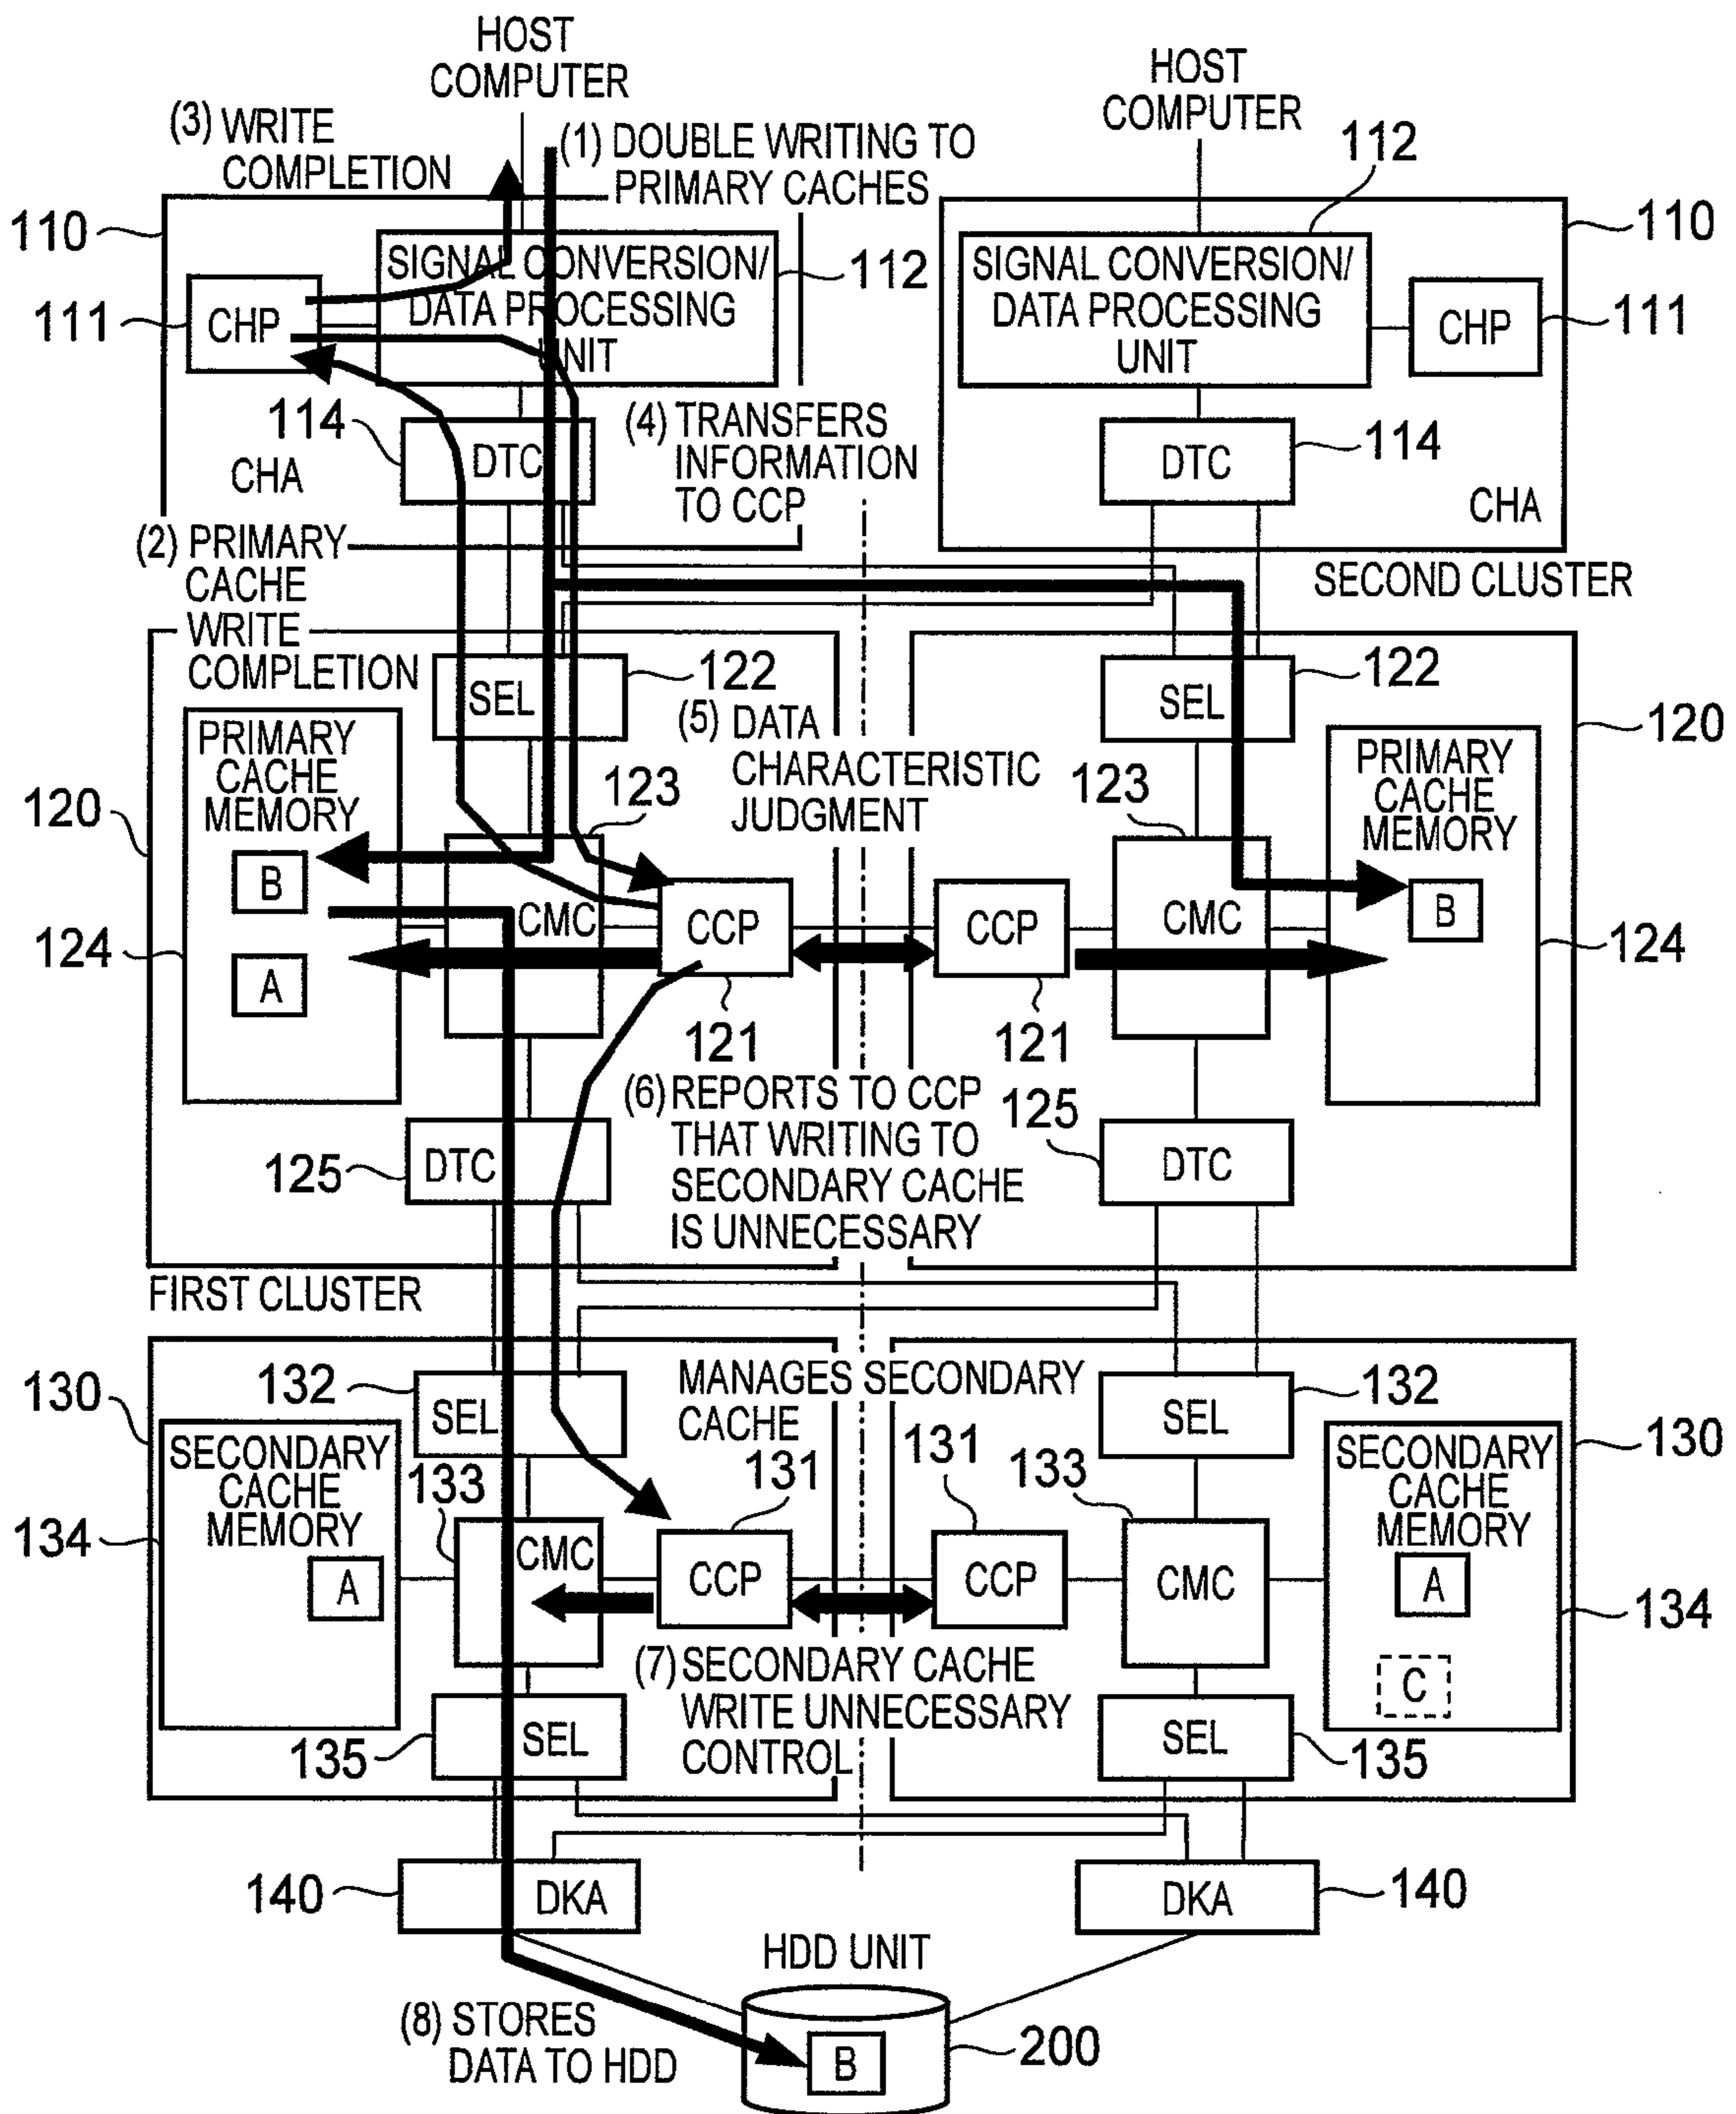 HOST
COMPUTER
HOST
COMPUTER
(3) WRITE
COMPLETION
(1) DOUBLE WRITING TO
PRIMARY CACHES
112
110
110
SIGNAL CONVERSION/
DATA PROCESSING
UNIT
112
SIGNAL CONVERSION/
DATA PROCESSING
UNIT
111
CHP
CHP
111
114
DTC
CHA
(4) TRANSFERS
INFORMATION
TO CCP
DTC
114
CHA
(2) PRIMARY
CACHE
WRITE
COMPLETION
SECOND CLUSTER
SEL
122
SEL
122
(5) DATA
CHARACTERISTIC
JUDGMENT
120
120
PRIMARY
CACHE
MEMORY
123
123
PRIMARY
CACHE
MEMORY
B
CMC
CCP
CCP
CMC
B
124
124
A
121
121
(6) REPORTS TO CCP
THAT WRITING TO
SECONDARY CACHE
IS UNNECESSARY
125
DTC
125
DTC
FIRST CLUSTER
130
132
SEL
MANAGES SECONDARY
CACHE
SEL
132
130
SECONDARY
CACHE
MEMORY
133
131
131
133
SECONDARY
CACHE
MEMORY
134
A
CMC
CCP
CCP
CMC
A
134
C
(7) SECONDARY CACHE
WRITE UNNECESSARY
CONTROL
135
SEL
SEL
135
140
DKA
DKA
140
HDD UNIT
(8) STORES
DATA TO HDD
B
200